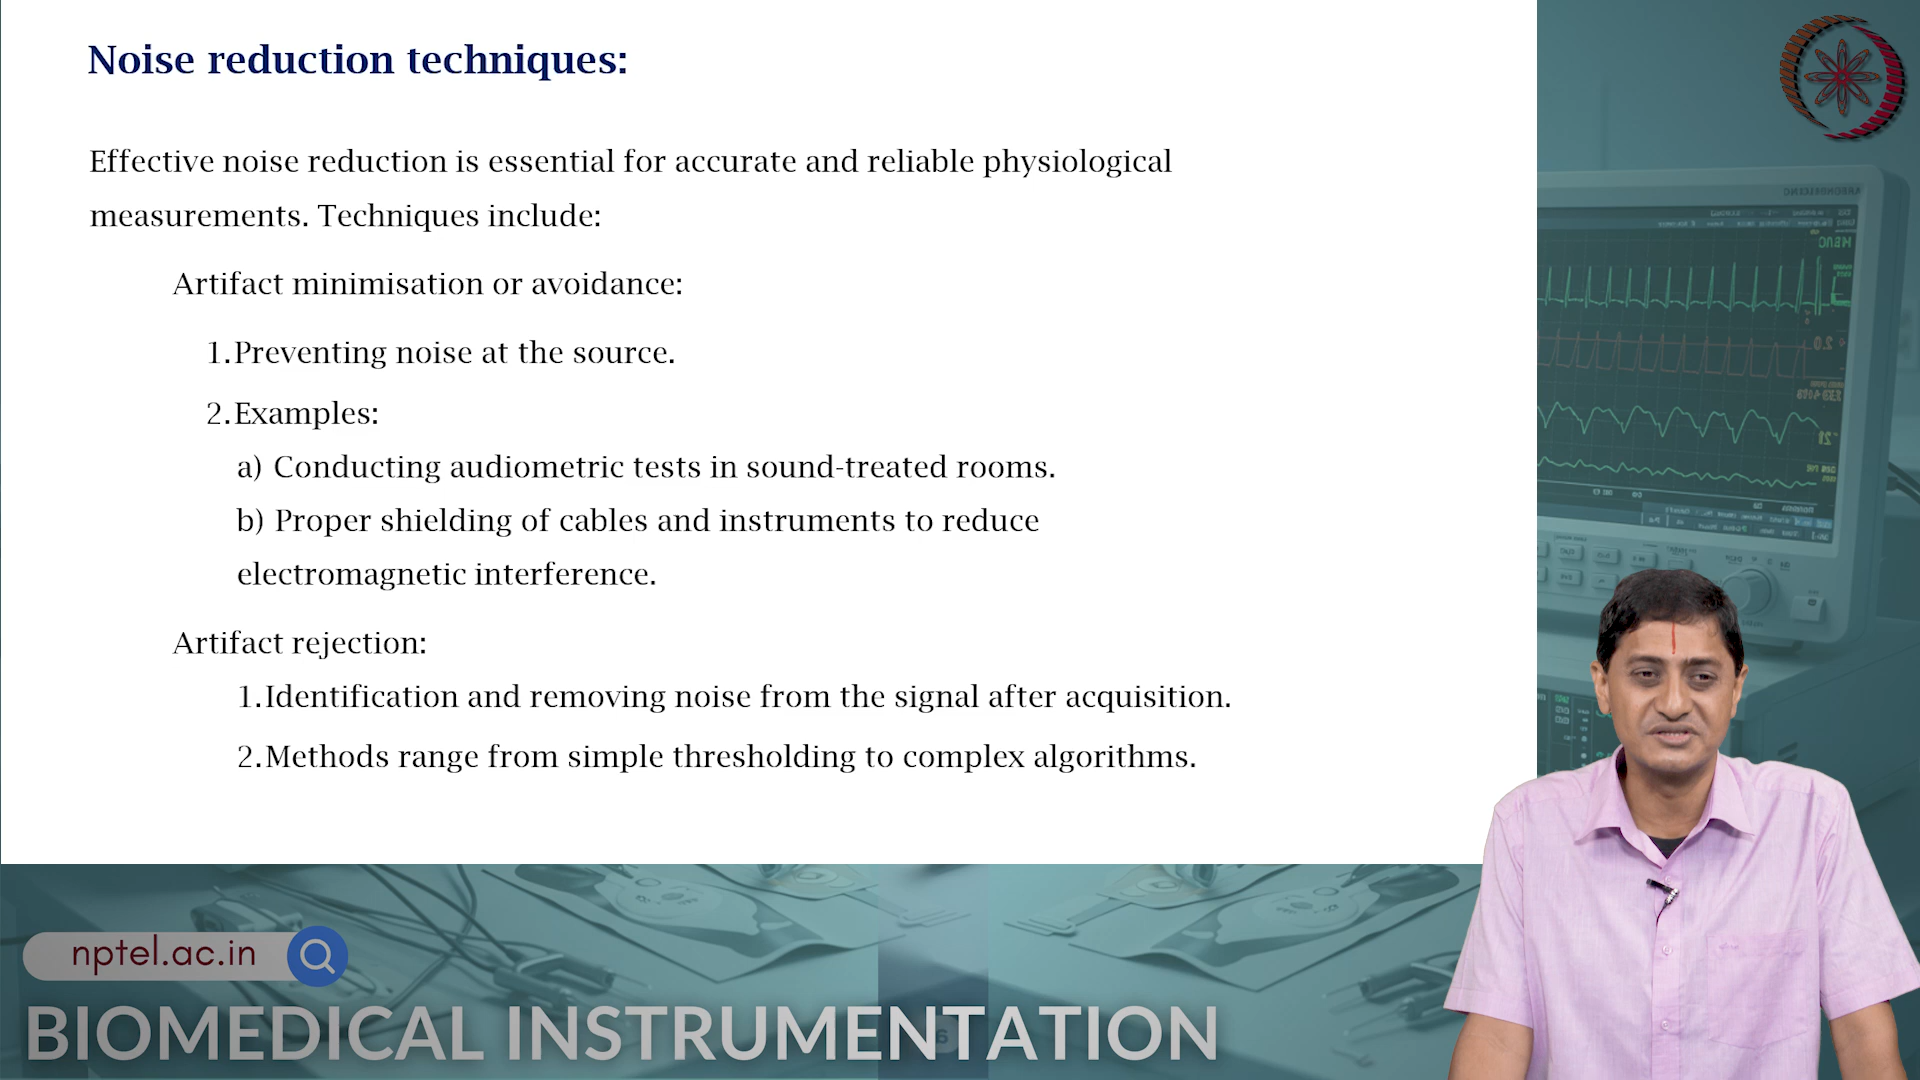 Noise reduction techniques:
Effective noise reduction is essential for accurate and reliable physiological
measurements. Techniques include:
Artifact minimisation or avoidance:
1.Preventing noise at the source.
2.Examples:
a) Conducting audiometric tests in sound-treated rooms.
b) Proper shielding of cables and instruments to reduce
electromagnetic interference.
Artifact rejection:
1.Identification and removing noise from the signal after acquisition.
2.Methods range from simple thresholding to complex algorithms.
nptel.ac.in
BIOMEDICAL INSTRUMENTATION